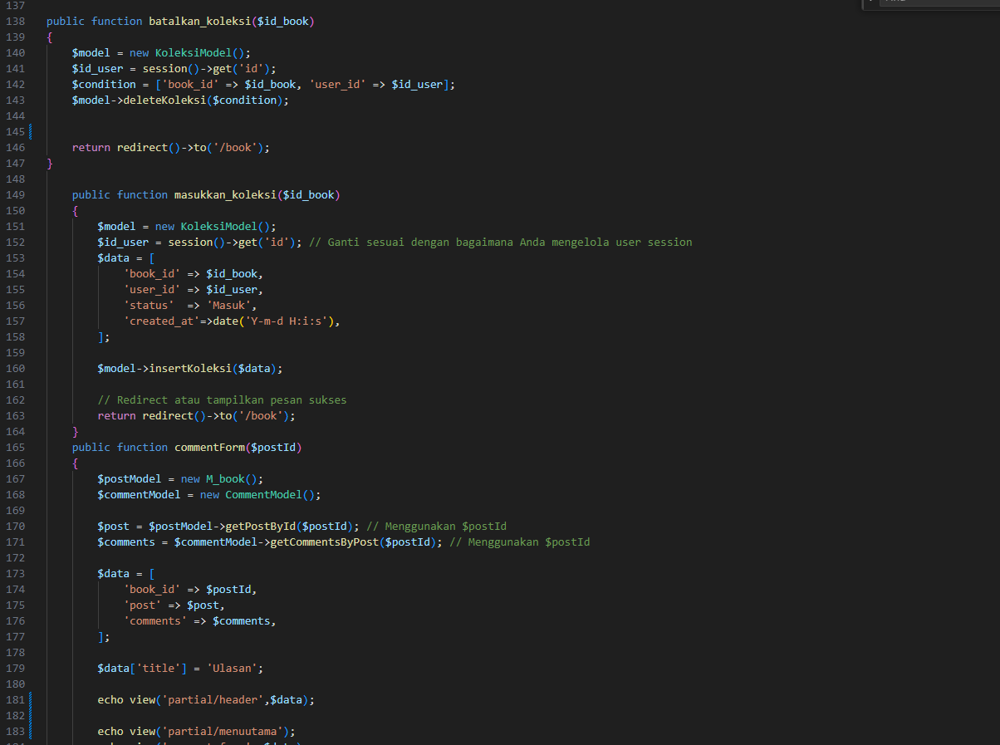 137
138 public function batalkan_koleksi($id_book)
139 {
140 $model = new KoleksiModel();
141 $id_user = session()->get('id');
142 $condition = ['book_id' => $id_book, 'user_id' => $id_user];
143 $model->deleteKoleksi($condition);
144
145
146 return redirect()->to('/book');
147 }
148
149 public function masukkan_koleksi($id_book)
150 {
151 $model = new KoleksiModel();
152 $id_user = session()->get('id'); // Ganti sesuai dengan bagaimana Anda mengelola user session
153 $data = [
154 'book_id' => $id_book,
155 'user_id' => $id_user,
156 'status' => 'Masuk',
157 'created_at'=>date('Y-m-d H:i:s'),
158 ];
159
160 $model->insertKoleksi($data);
161
162 // Redirect atau tampilkan pesan sukses
163 return redirect()->to('/book');
164 }
165 public function commentForm($postId)
166 {
167 $postModel = new M_book();
168 $commentModel = new CommentModel();
169
170 $post = $postModel->getPostById($postId); // Menggunakan $postId
171 $comments = $commentModel->getCommentsByPost($postId); // Menggunakan $postId
172
173 $data = [
174 'book_id' => $postId,
175 'post' => $post,
176 'comments' => $comments,
177 ];
178
179 $data['title'] = 'Ulasan';
180
181 echo view('partial/header',$data);
182
183 echo view('partial/menuutama');